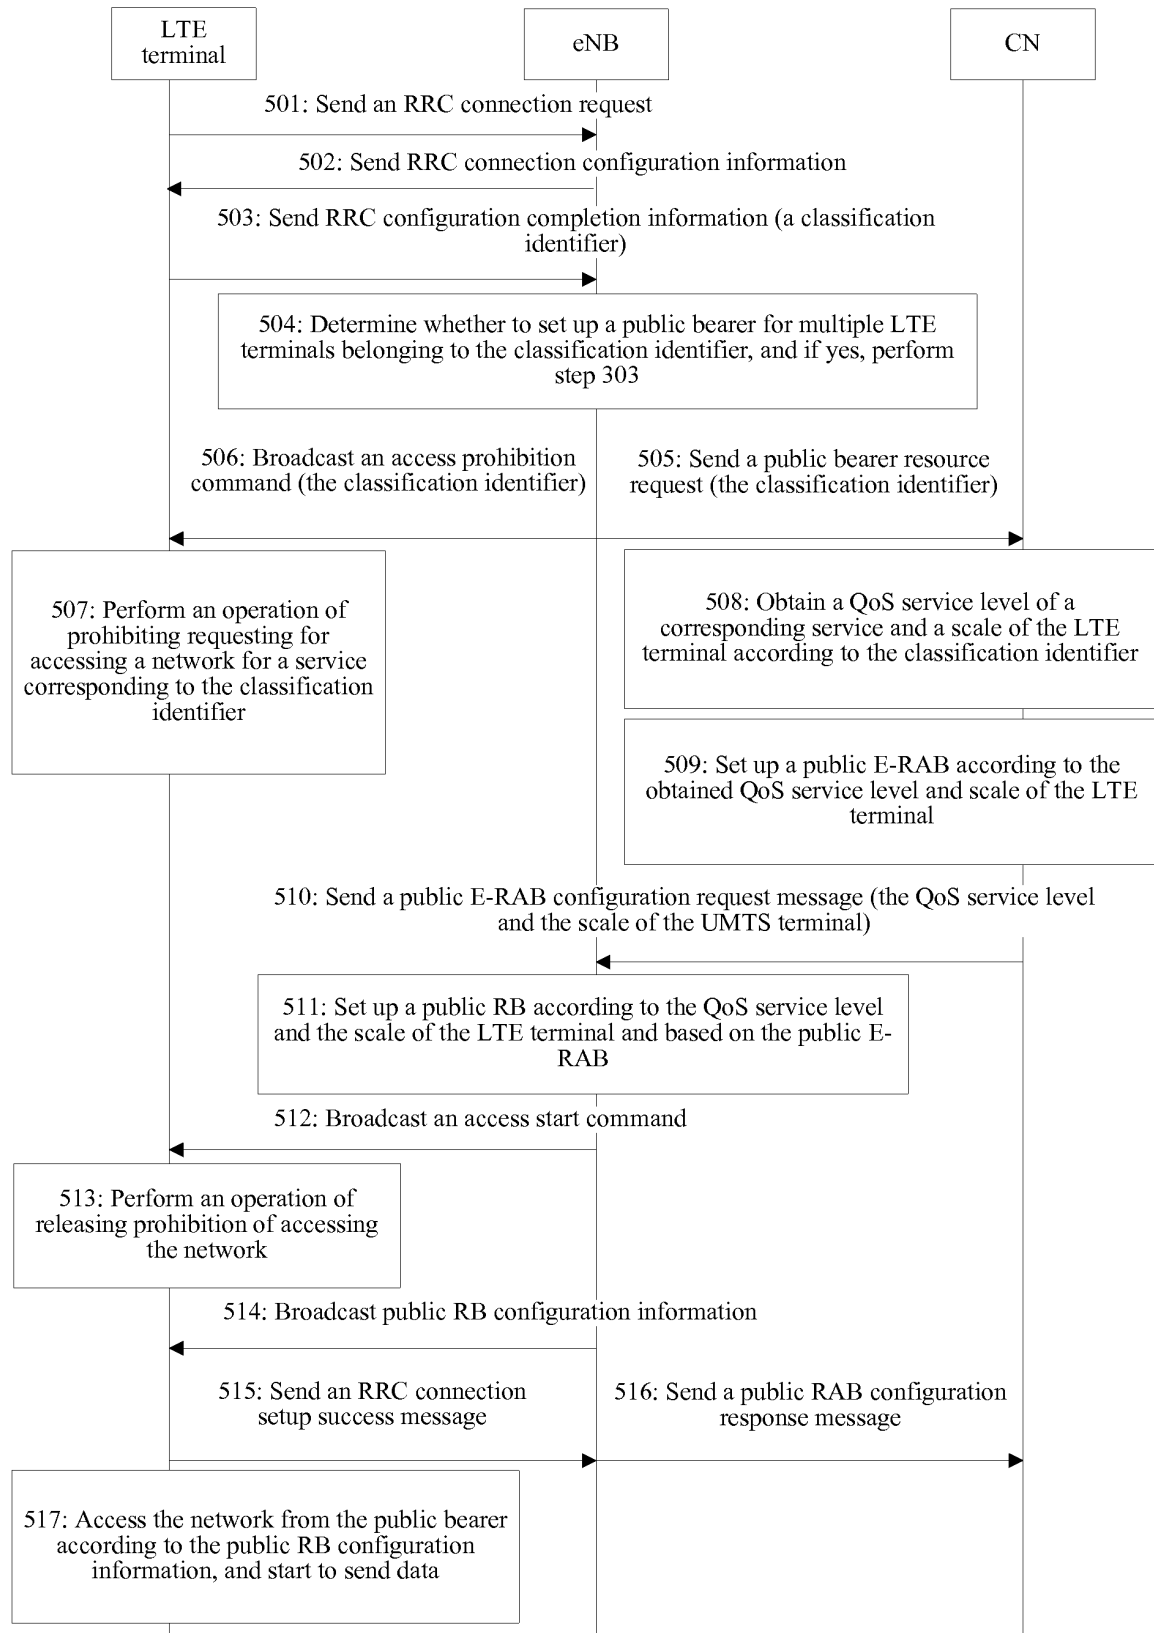 LTE
terminal
eNB
CN
501: Send an RRC connection request
502: Send RRC connection configuration information
503: Send RRC configuration completion information (a classification
identifier)
504: Determine whether to set up a public bearer for multiple LTE
terminals belonging to the classification identifier, and if yes, perform
step 303
506: Broadcast an access prohibition
command (the classification identifier)
505: Send a public bearer resource
request (the classification identifier)
507: Perform an operation of
prohibiting requesting for
accessing a network for a service
corresponding to the classification
identifier
508: Obtain a QoS service level of a
corresponding service and a scale of the LTE
terminal according to the classification identifier
509: Set up a public E-RAB according to the
obtained QoS service level and scale of the LTE
terminal
510: Send a public E-RAB configuration request message (the QoS service level
and the scale of the UMTS terminal)
511: Set up a public RB according to the QoS service level
and the scale of the LTE terminal and based on the public E-
RAB
512: Broadcast an access start command
513: Perform an operation of
releasing prohibition of accessing
the network
514: Broadcast public RB configuration information
515: Send an RRC connection
setup success message
516: Send a public RAB configuration
response message
517: Access the network from the public bearer
according to the public RB configuration
information, and start to send data